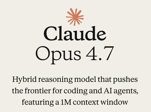 Claude
Opus 4.7
Hybrid reasoning model that pushes
the frontier for coding and AI agents,
featuring a 1M context window